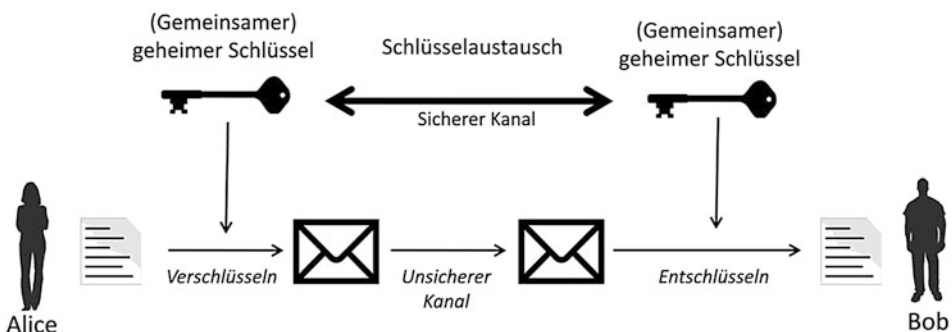 (Gemeinsamer)
geheimer Schlüssel
Schlüsselaustausch
(Gemeinsamer)
geheimer Schlüssel
Sicherer Kanal
Verschlüsseln
Unsicherer
Kanal
Entschlüsseln
Alice
Bob